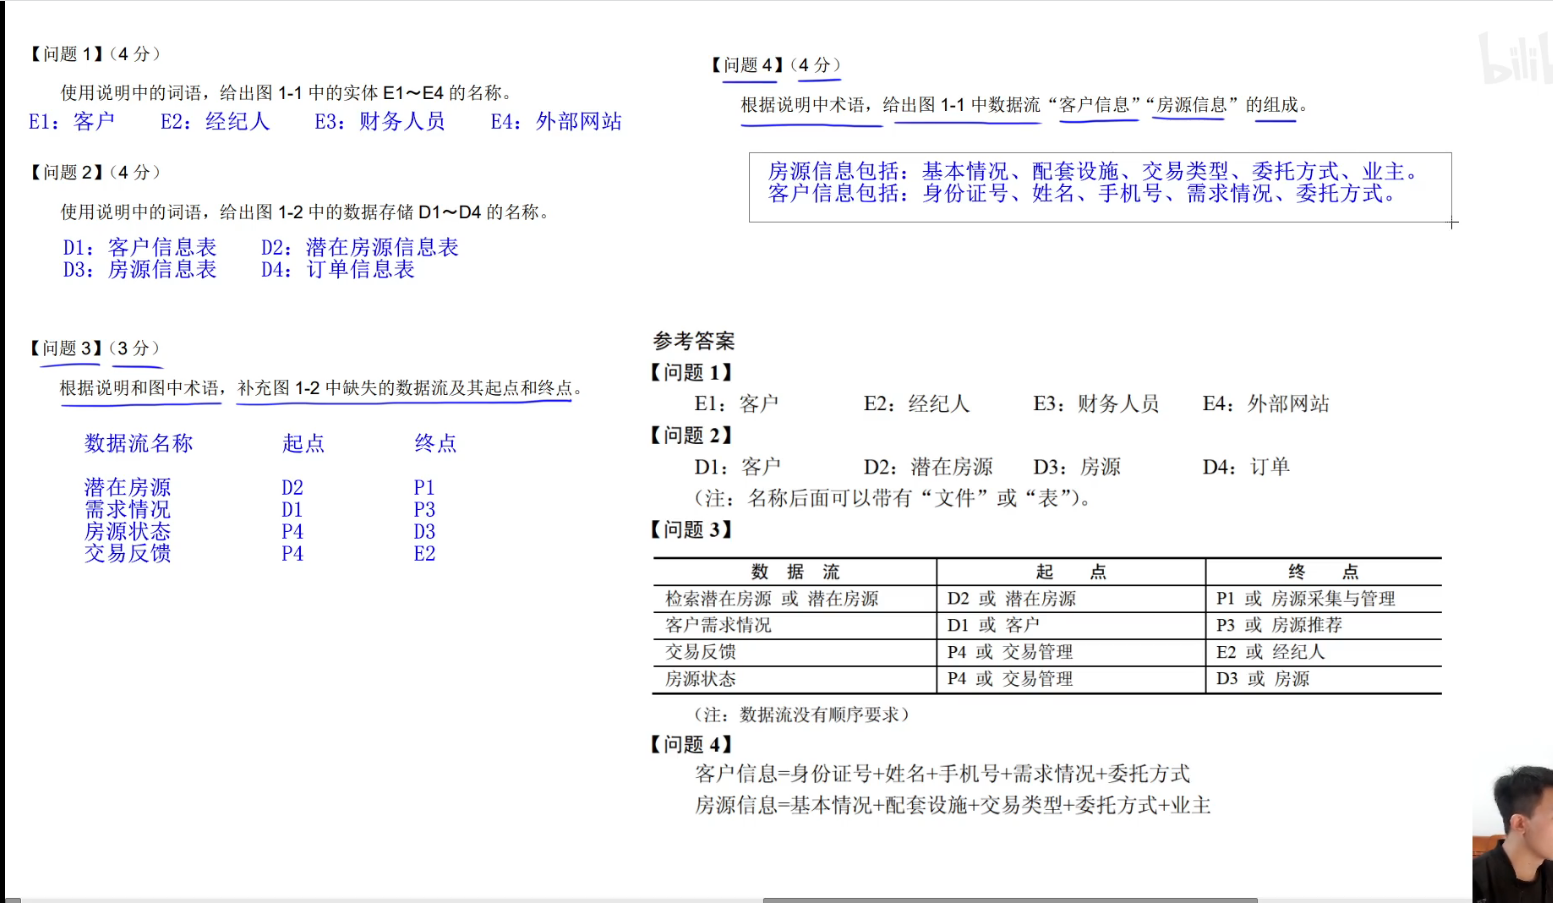 【问题 1】(4 分)
使用说明中的词语，给出图 1-1 中的实体 E1～E4 的名称。
E1: 客户 E2: 经纪人 E3: 财务人员 E4: 外部网站
【问题 2】(4 分)
使用说明中的词语，给出图 1-2 中的数据存储 D1～D4 的名称。
D1: 客户信息表 D2: 潜在房源信息表
D3: 房源信息表 D4: 订单信息表
【问题 3】(3 分)
根据说明和图中术语，补充图 1-2 中缺失的数据流及其起点和终点。
数据流名称 起点 终点
潜在房源 D2 P1
需求情况 D1 P3
房源状态 P4 D3
交易反馈 P4 E2
【问题 4】(4 分)
根据说明中术语，给出图 1-1 中数据流“客户信息”“房源信息”的组成。
房源信息包括: 基本情况、配套设施、交易类型、委托方式、业主。
客户信息包括: 身份证号、姓名、手机号、需求情况、委托方式。
参考答案
【问题 1】
E1：客户 E2：经纪人 E3：财务人员 E4：外部网站
【问题 2】
D1：客户 D2：潜在房源 D3：房源 D4：订单
（注：名称后面可以带有“文件”或“表”）。
【问题 3】
数 据 流 起 点 终 点
检索潜在房源 或 潜在房源 D2 或 潜在房源 P1 或 房源采集与管理
客户需求情况 D1 或 客户 P3 或 房源推荐
交易反馈 P4 或 交易管理 E2 或 经纪人
房源状态 P4 或 交易管理 D3 或 房源
（注：数据流没有顺序要求）
【问题 4】
客户信息=身份证号+姓名+手机号+需求情况+委托方式
房源信息=基本情况+配套设施+交易类型+委托方式+业主